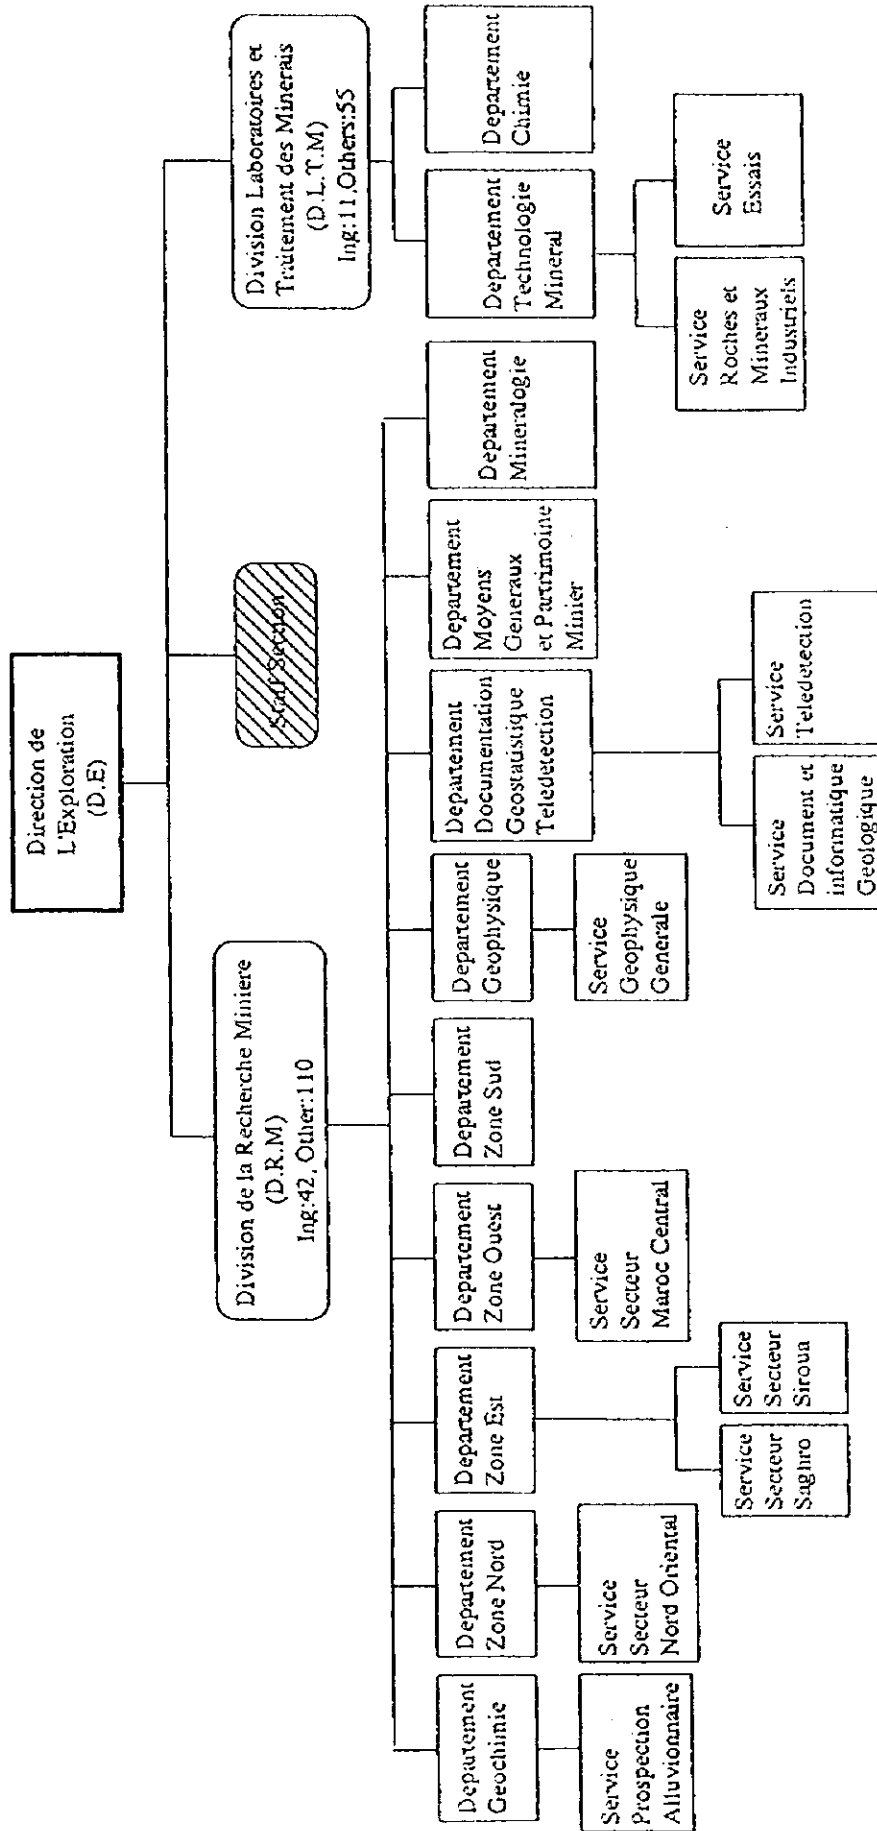 Direction de
L'Exploration
(D.E)
Division de la Recherche Miniere
(D.R.M)
Ing:42, Other:110
Staff Section
Division Laboratoires et
Traitement des Minerais
(D.L.T.M)
Ing:11,Others:55
Departement
Geochimie
Departement
Zone Nord
Departement
Zone Est
Departement
Zone Ouest
Departement
Zone Sud
Departement
Geophysique
Departement
Documentation
Geostaustique
Teledetection
Departement
Moyens
Generaux
et Patrimoine
Minier
Departement
Mineralogie
Departement
Technologie
Mineral
Departement
Chimie
Service
Prospection
Alluvionnaire
Service
Secteur
Nord Oriental
Service
Secteur
Saghro
Service
Secteur
Siroua
Service
Secteur
Maroc Central
Service
Geophysique
Generale
Service
Document et
informatique
Geologique
Service
Teledetection
Service
Roches et
Mineraux
Industriels
Service
Essais